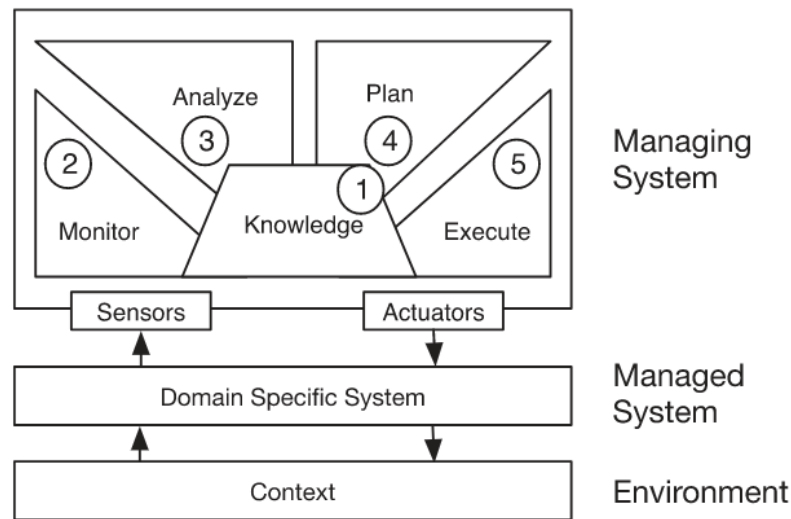 Analyze
Plan
3
4
2
5
1
Knowledge
Monitor
Execute
Managing
System
Sensors
Actuators
Domain Specific System
Managed
System
Context
Environment